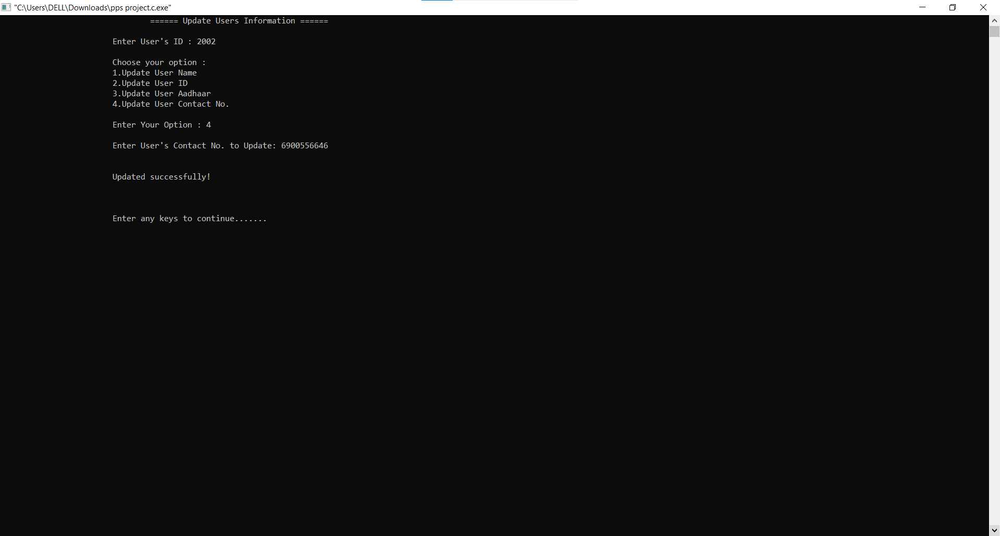 "C:\Users\DELL\Downloads\pps project.c.exe"
====== Update Users Information ======
Enter User's ID : 2002
Choose your option :
1.Update User Name
2.Update User ID
3.Update User Aadhaar
4.Update User Contact No.
Enter Your Option : 4
Enter User's Contact No. to Update: 6900556646
Updated successfully!
Enter any keys to continue.......